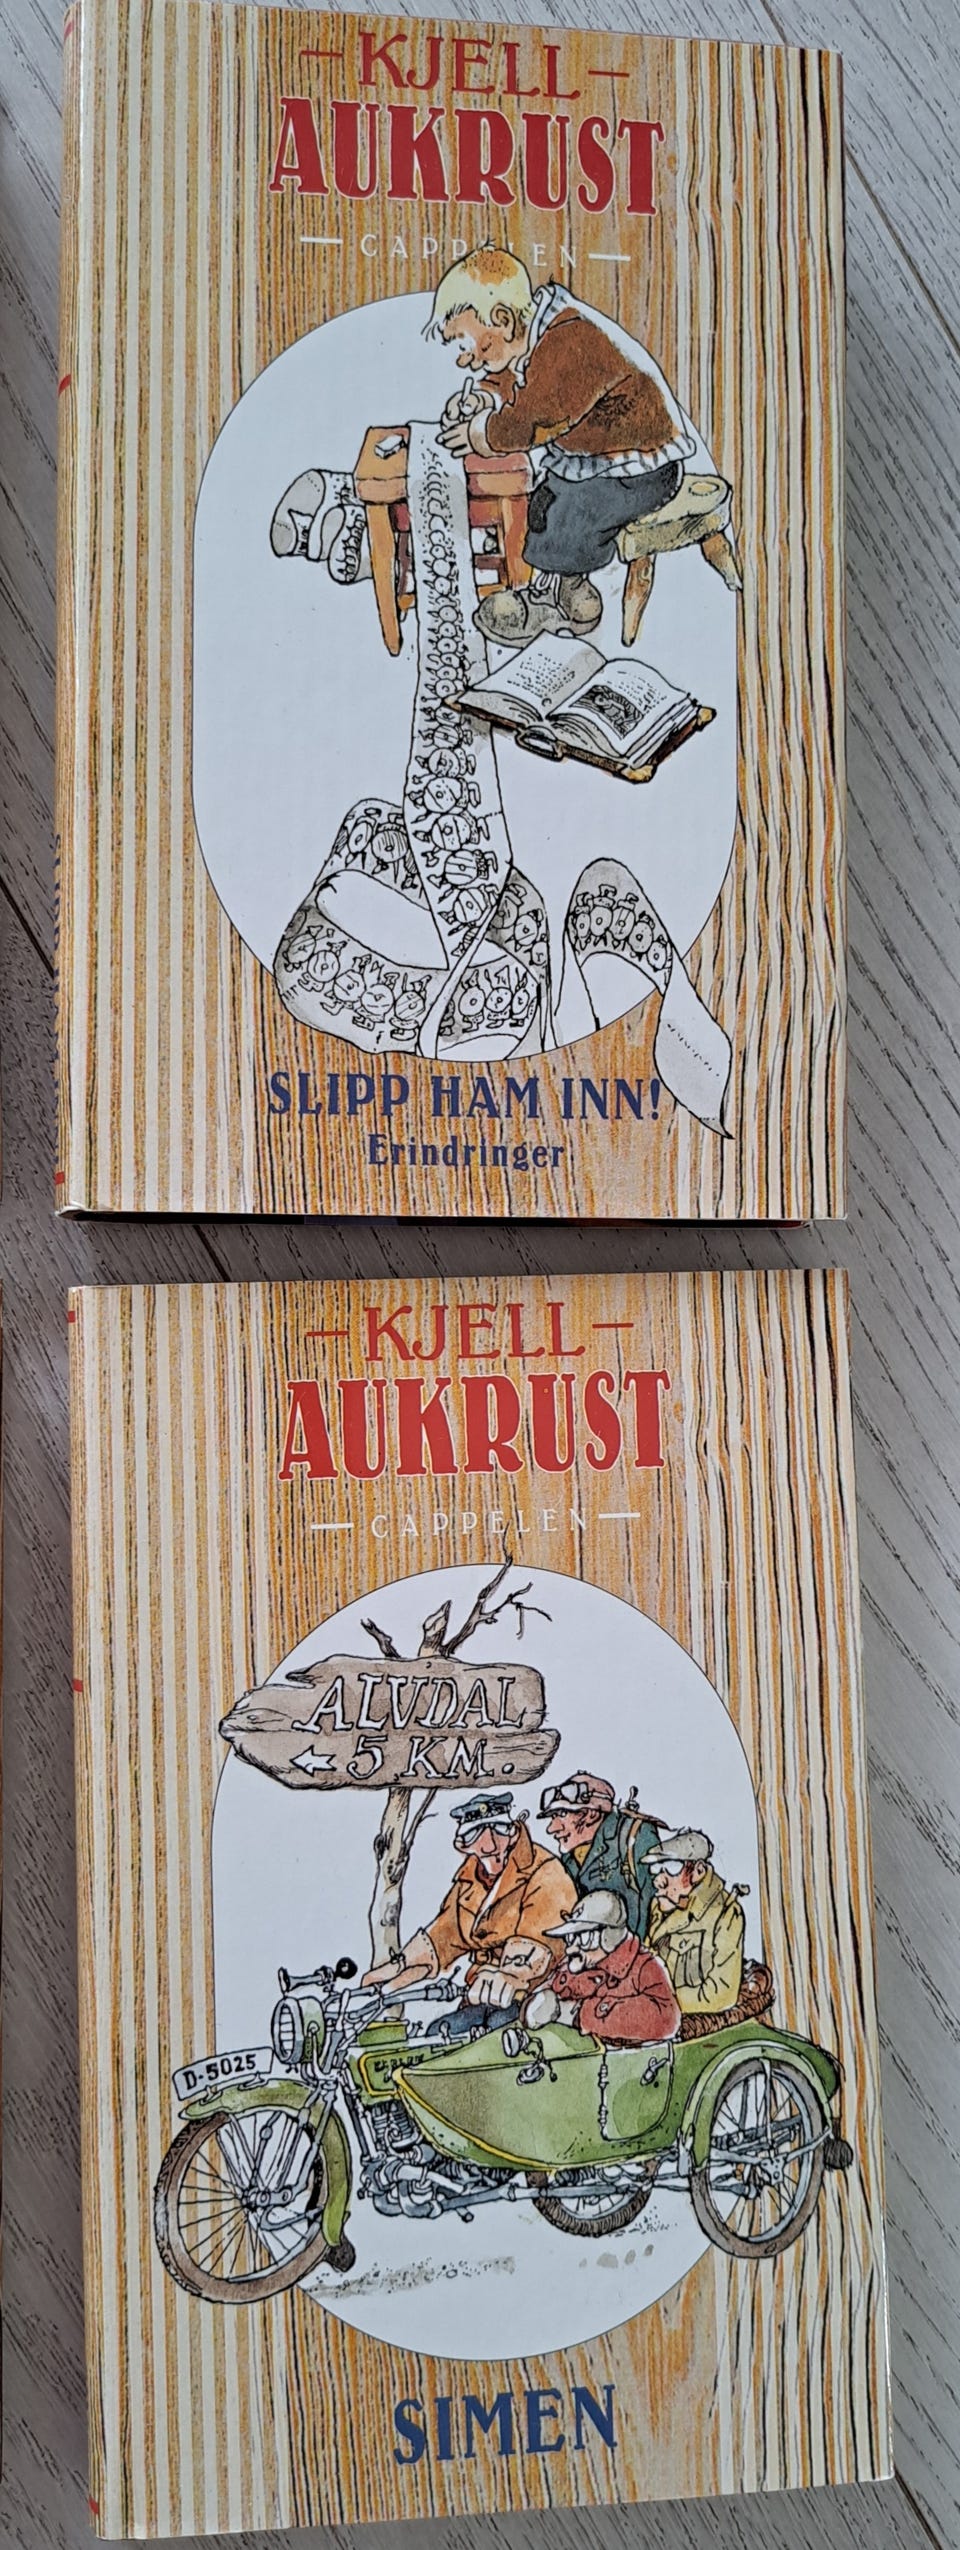 —KJELL—
AUKRUST
— CAPPELEN —
SLIPP HAM INN!
Erindringer
—KJELL—
AUKRUST
— CAPPELEN —
ALVDAL
← 5 KM.
D-5025
SIMEN